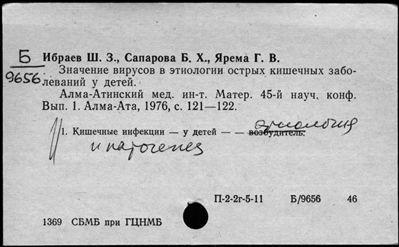 Б
9656
Ибраев Ш. З., Сапарова Б. Х., Ярема Г. В.
Значение вирусов в этиологии острых кишечных забо-
леваний у детей.
Алма-Атинский мед. ин-т. Матер. 45-й науч. конф.
Вып. 1. Алма-Ата, 1976, с. 121—122.
1. Кишечные инфекции — у детей — — возбудитель. этиология
и патогенез
П-2-2г-5-11 Б/9656 46
1369 СБМБ при ГЦНМБ